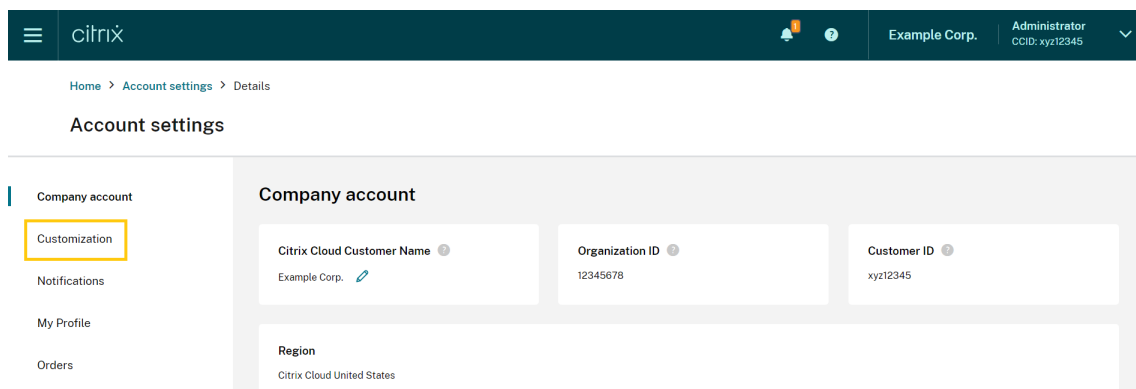 citrix
1
?
Example Corp.
Administrator
CCID: xyz12345
Home > Account settings > Details
Account settings
Company account
Customization
Notifications
My Profile
Orders
Company account
Citrix Cloud Customer Name ?
Example Corp.
Organization ID ?
12345678
Customer ID ?
xyz12345
Region
Citrix Cloud United States